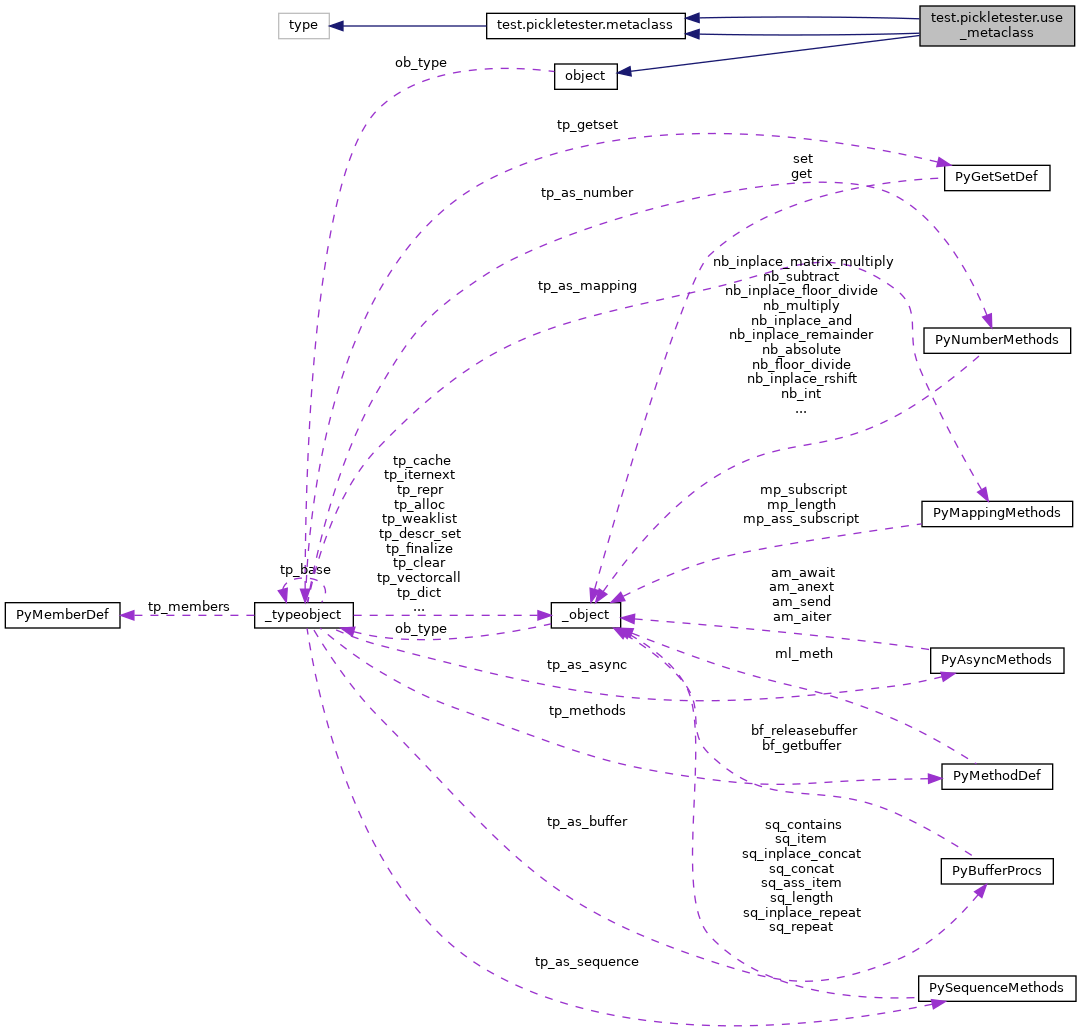 type
test.pickletester.metaclass
test.pickletester.use
_metaclass
ob_type
object
tp_getset
set
get
PyGetSetDef
tp_as_number
tp_as_mapping
nb_inplace_matrix_multiply
nb_subtract
nb_inplace_floor_divide
nb_multiply
nb_inplace_and
nb_inplace_remainder
nb_absolute
nb_floor_divide
nb_inplace_rshift
nb_int
...
PyNumberMethods
tp_cache
tp_iternext
tp_repr
tp_alloc
tp_weaklist
tp_descr_set
tp_finalize
tp_clear
tp_vectorcall
tp_dict
...
mp_subscript
mp_length
mp_ass_subscript
PyMappingMethods
tp_base
am_await
am_anext
am_send
am_aiter
PyMemberDef
tp_members
_typeobject
_object
ob_type
ml_meth
PyAsyncMethods
tp_as_async
tp_methods
bf_releasebuffer
bf_getbuffer
PyMethodDef
tp_as_buffer
sq_contains
sq_item
sq_inplace_concat
sq_concat
sq_ass_item
sq_length
sq_inplace_repeat
sq_repeat
PyBufferProcs
tp_as_sequence
PySequenceMethods